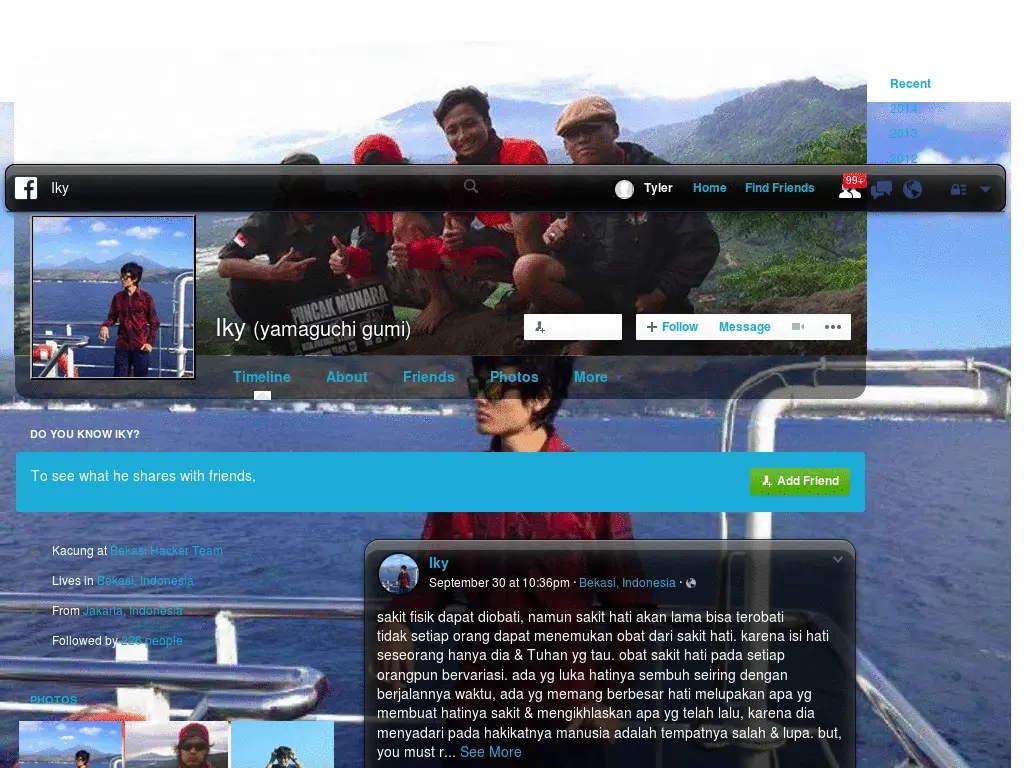 Recent
2014
2013
2012
Iky
Tyler Home Find Friends 99+
PUNCAK MUNARA
Iky (yamaguchi gumi)
Follow Message
Timeline About Friends Photos More
DO YOU KNOW IKY?
To see what he shares with friends,
Add Friend
Kacung at Bekasi Hacker Team
Lives in Bekasi, Indonesia
From Jakarta, Indonesia
Followed by 226 people
PHOTOS
Iky
September 30 at 10:36pm · Bekasi, Indonesia ·
sakit fisik dapat diobati, namun sakit hati akan lama bisa terobati
tidak setiap orang dapat menemukan obat dari sakit hati. karena isi hati
seseorang hanya dia & Tuhan yg tau. obat sakit hati pada setiap
orangpun bervariasi. ada yg luka hatinya sembuh seiring dengan
berjalannya waktu, ada yg memang berbesar hati melupakan apa yg
membuat hatinya sakit & mengikhlaskan apa yg telah lalu, karena dia
menyadari pada hakikatnya manusia adalah tempatnya salah & lupa. but,
you must r... See More